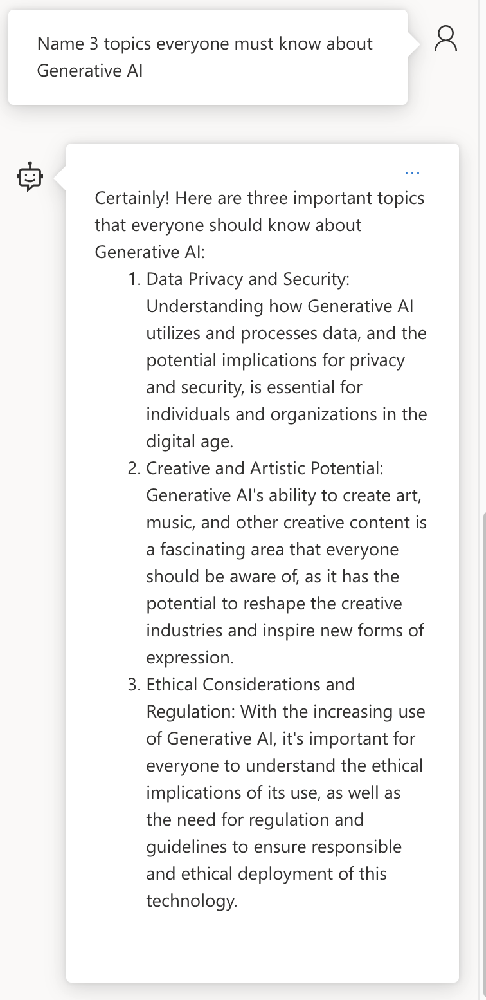 Name 3 topics everyone must know about
Generative AI
...
Certainly! Here are three important topics
that everyone should know about
Generative AI:
1. Data Privacy and Security:
Understanding how Generative AI
utilizes and processes data, and the
potential implications for privacy
and security, is essential for
individuals and organizations in the
digital age.
2. Creative and Artistic Potential:
Generative AI's ability to create art,
music, and other creative content is
a fascinating area that everyone
should be aware of, as it has the
potential to reshape the creative
industries and inspire new forms of
expression.
3. Ethical Considerations and
Regulation: With the increasing use
of Generative AI, it's important for
everyone to understand the ethical
implications of its use, as well as
the need for regulation and
guidelines to ensure responsible
and ethical deployment of this
technology.